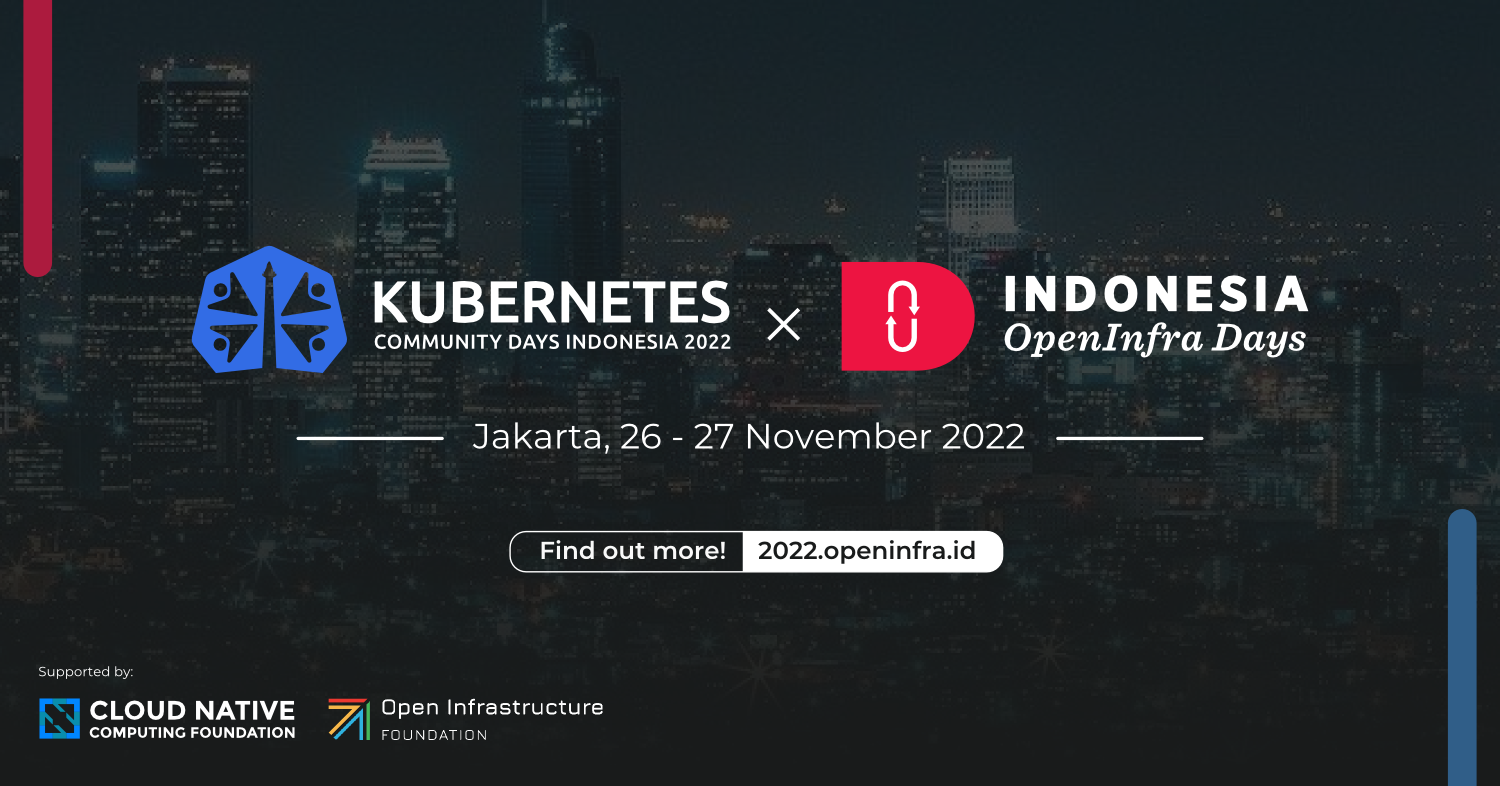 KUBERNETES
COMMUNITY DAYS INDONESIA 2022
INDONESIA
OpenInfra Days
Jakarta, 26 - 27 November 2022
Find out more! 2022.openinfra.id
Supported by:
CLOUD NATIVE
COMPUTING FOUNDATION
Open Infrastructure
FOUNDATION